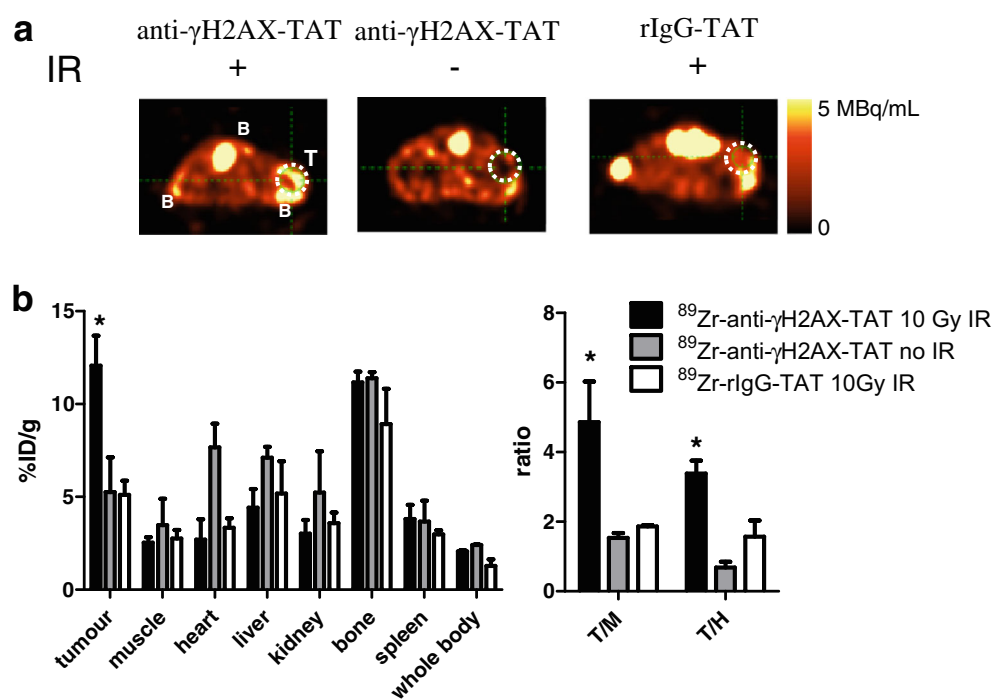 a
anti-γH2AX-TAT anti-γH2AX-TAT rIgG-TAT
IR + - +
B
T
B
B
5 MBq/mL
0
b
15
10
5
0
%ID/g
*
tumour
muscle
heart
liver
kidney
bone
spleen
whole body
8
6
4
2
0
ratio
*
*
T/M
T/H
⁸⁹Zr-anti-γH2AX-TAT 10 Gy IR
⁸⁹Zr-anti-γH2AX-TAT no IR
⁸⁹Zr-rIgG-TAT 10Gy IR